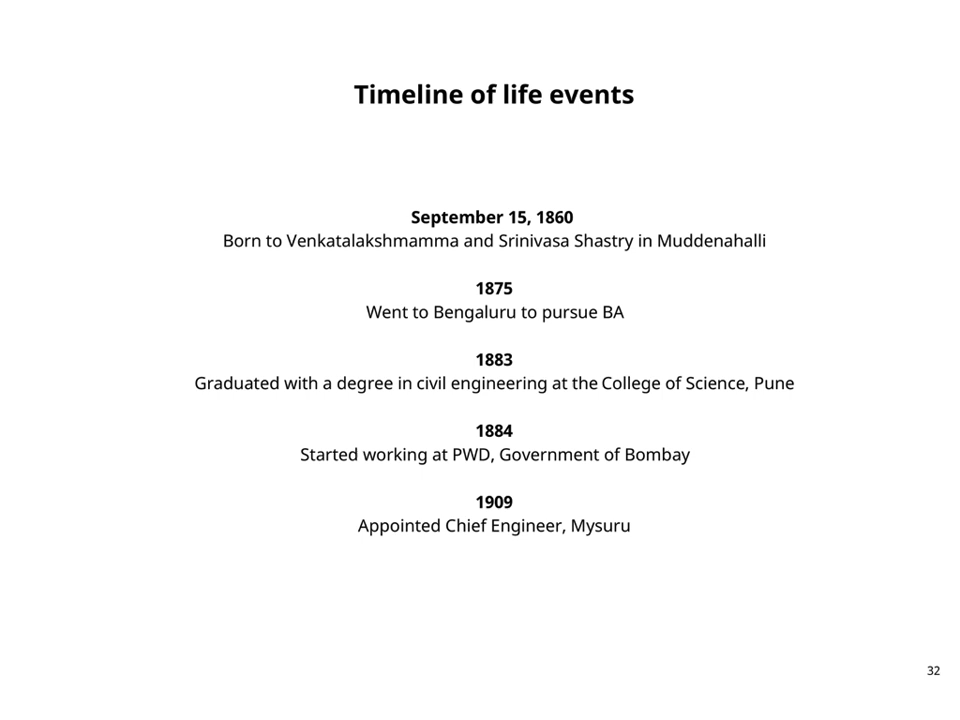 Timeline of life events
September 15, 1860
Born to Venkatalakshmamma and Srinivasa Shastry in Muddenahalli
1875
Went to Bengaluru to pursue BA
1883
Graduated with a degree in civil engineering at the College of Science, Pune
1884
Started working at PWD, Government of Bombay
1909
Appointed Chief Engineer, Mysuru
32